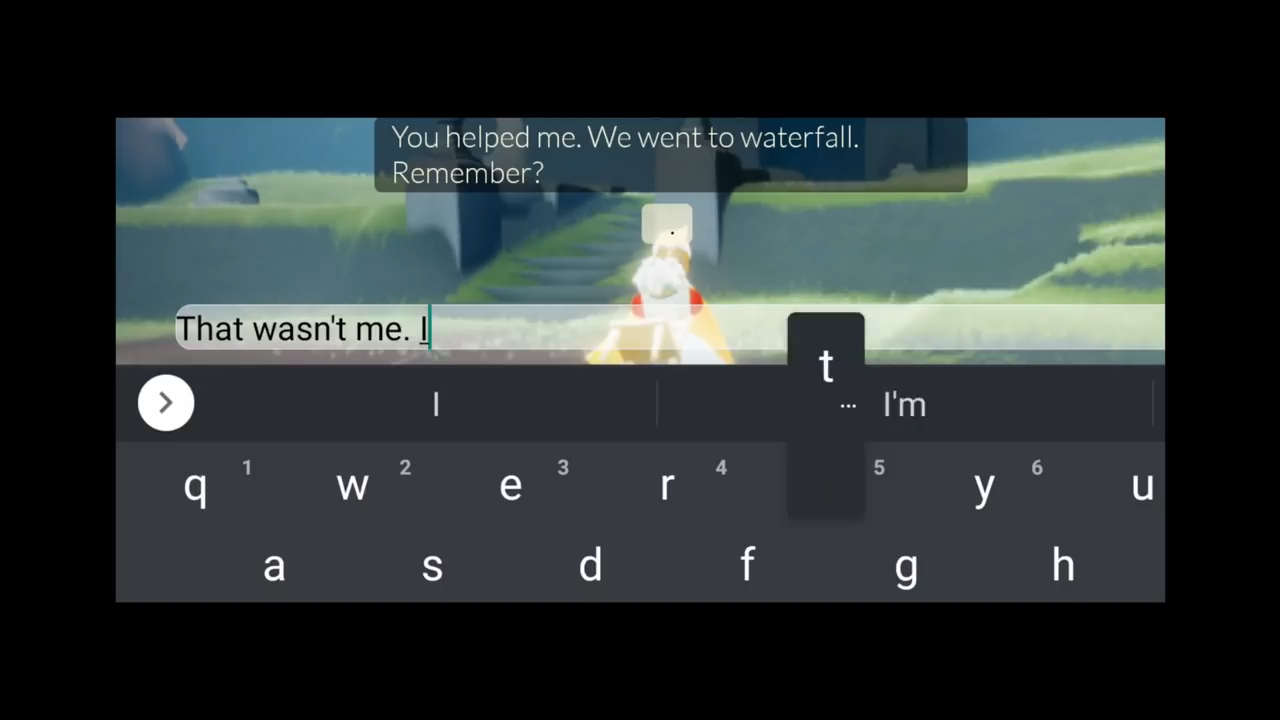 You helped me. We went to waterfall.
Remember?
.
That wasn't me. I
t
I ... I'm
1 2 3 4 5 6
q w e r y u
a s d f g h